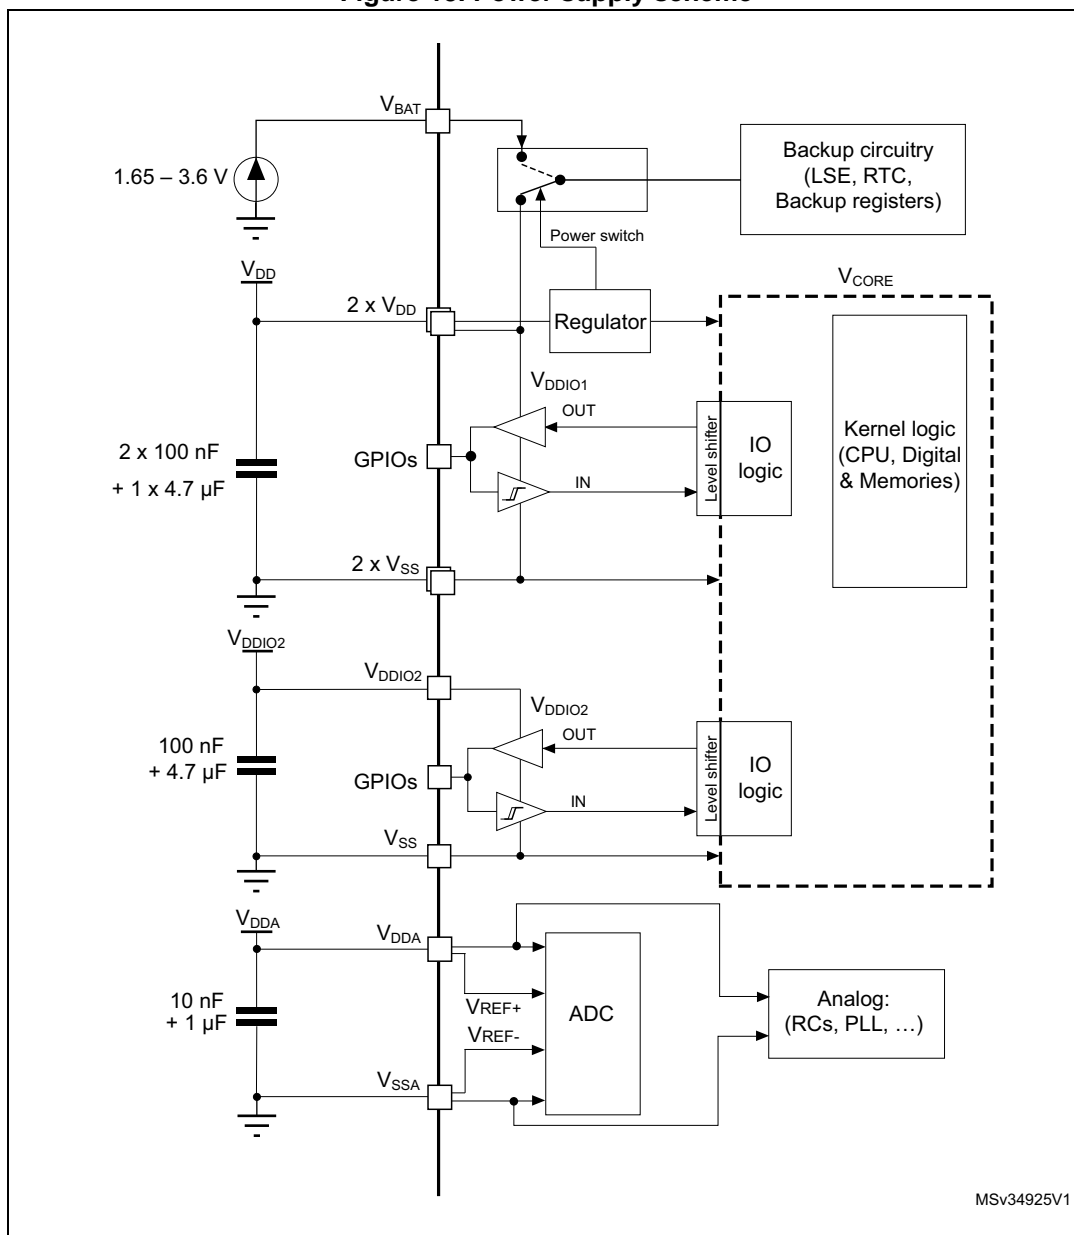 Figure 13. Power supply scheme
VBAT
1.65 – 3.6 V
Backup circuitry
(LSE, RTC,
Backup registers)
Power switch
VDD
2 x VDD
Regulator
VCORE
VDDIO1
OUT
2 x 100 nF
+ 1 x 4.7 µF
GPIOs
IN
Level shifter
IO
logic
Kernel logic
(CPU, Digital
& Memories)
2 x VSS
VDDIO2
VDDIO2
VDDIO2
OUT
100 nF
+ 4.7 µF
GPIOs
IN
Level shifter
IO
logic
VSS
VDDA
VDDA
10 nF
+ 1 µF
VREF+
VREF-
ADC
Analog:
(RCs, PLL, …)
VSSA
MSv34925V1